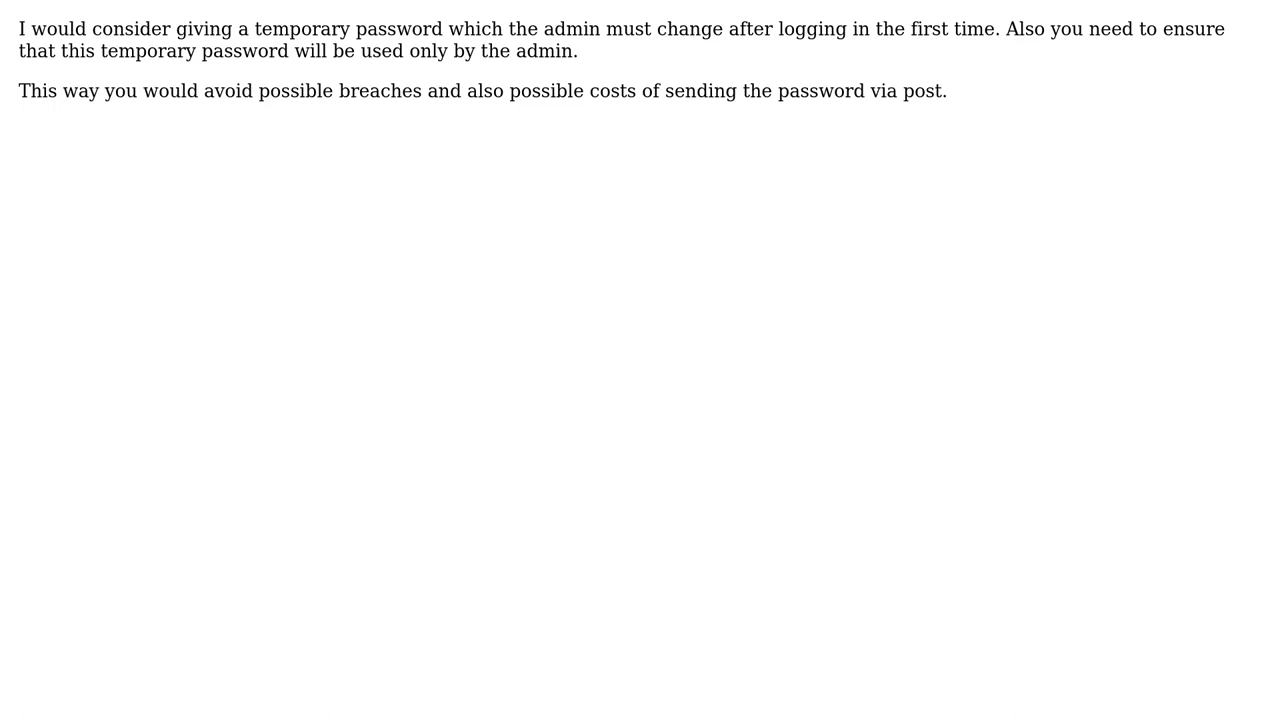 I would consider giving a temporary password which the admin must change after logging in the first time. Also you need to ensure
that this temporary password will be used only by the admin.
This way you would avoid possible breaches and also possible costs of sending the password via post.